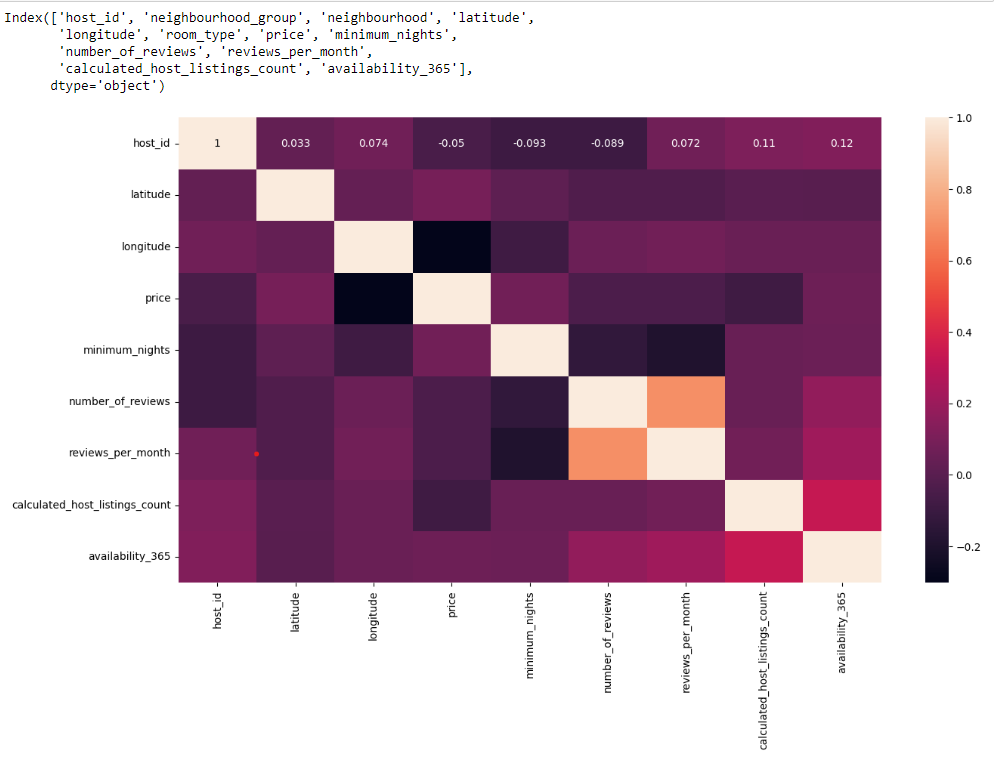 Index(['host_id', 'neighbourhood_group', 'neighbourhood', 'latitude',
'longitude', 'room_type', 'price', 'minimum_nights',
'number_of_reviews', 'reviews_per_month',
'calculated_host_listings_count', 'availability_365'],
dtype='object')
host_id 1 0.033 0.074 -0.05 -0.093 -0.089 0.072 0.11 0.12
latitude
longitude
price
minimum_nights
number_of_reviews
reviews_per_month
calculated_host_listings_count
availability_365
host_id
latitude
longitude
price
minimum_nights
number_of_reviews
reviews_per_month
calculated_host_listings_count
availability_365
1.0
0.8
0.6
0.4
0.2
0.0
−0.2